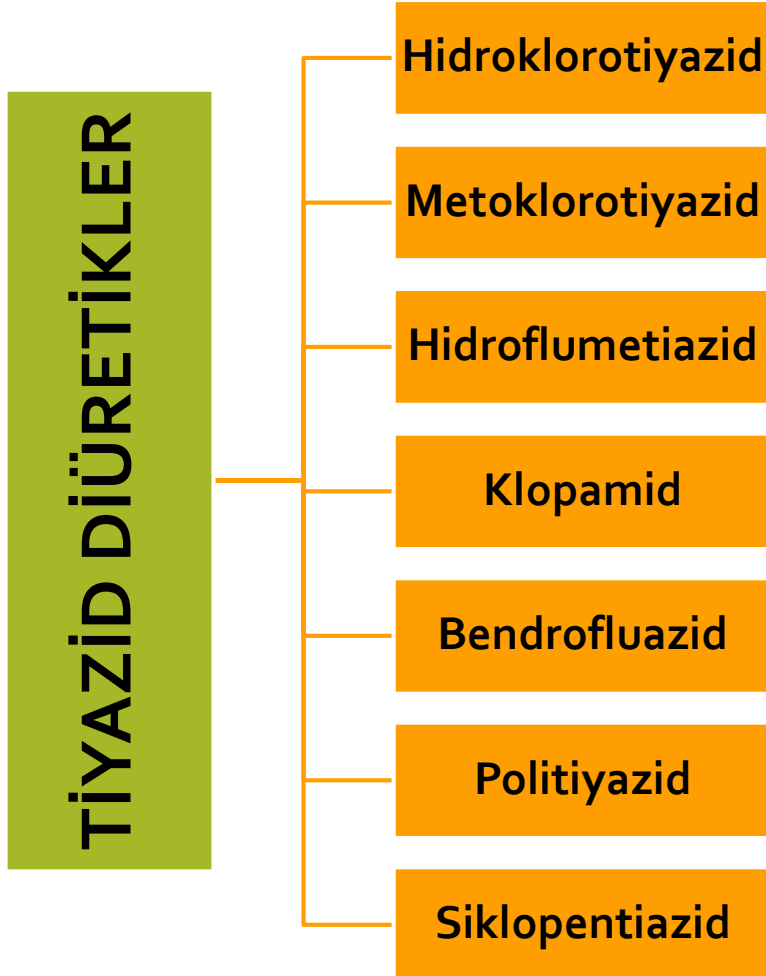 TİYAZİD DİÜRETİKLER
Hidroklorotiyazid
Metoklorotiyazid
Hidroflumetiazid
Klopamid
Bendrofluazid
Politiyazid
Siklopentiazid